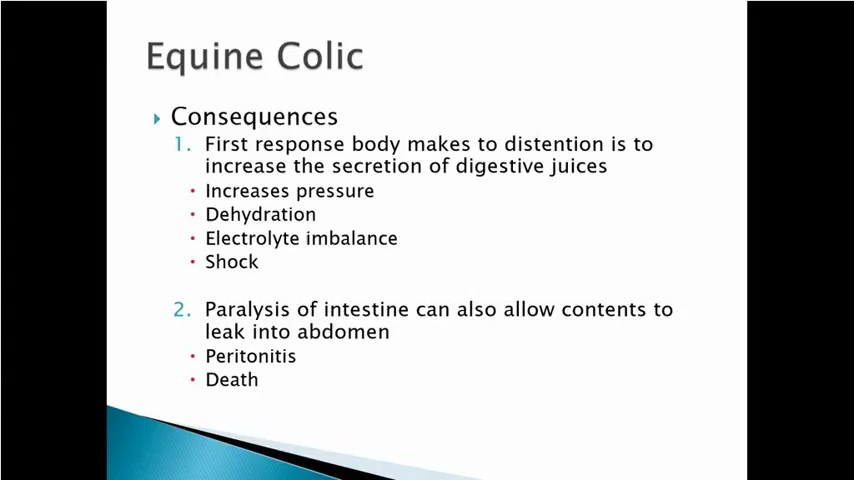 Equine Colic
Consequences
1. First response body makes to distention is to
increase the secretion of digestive juices
• Increases pressure
• Dehydration
• Electrolyte imbalance
• Shock
2. Paralysis of intestine can also allow contents to
leak into abdomen
• Peritonitis
• Death